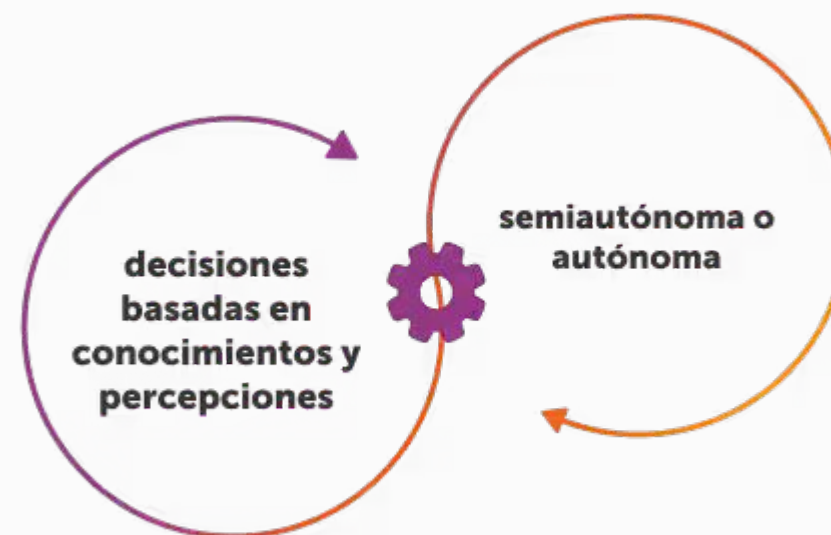 decisiones
basadas en
conocimientos y
percepciones
semiautónoma o
autónoma